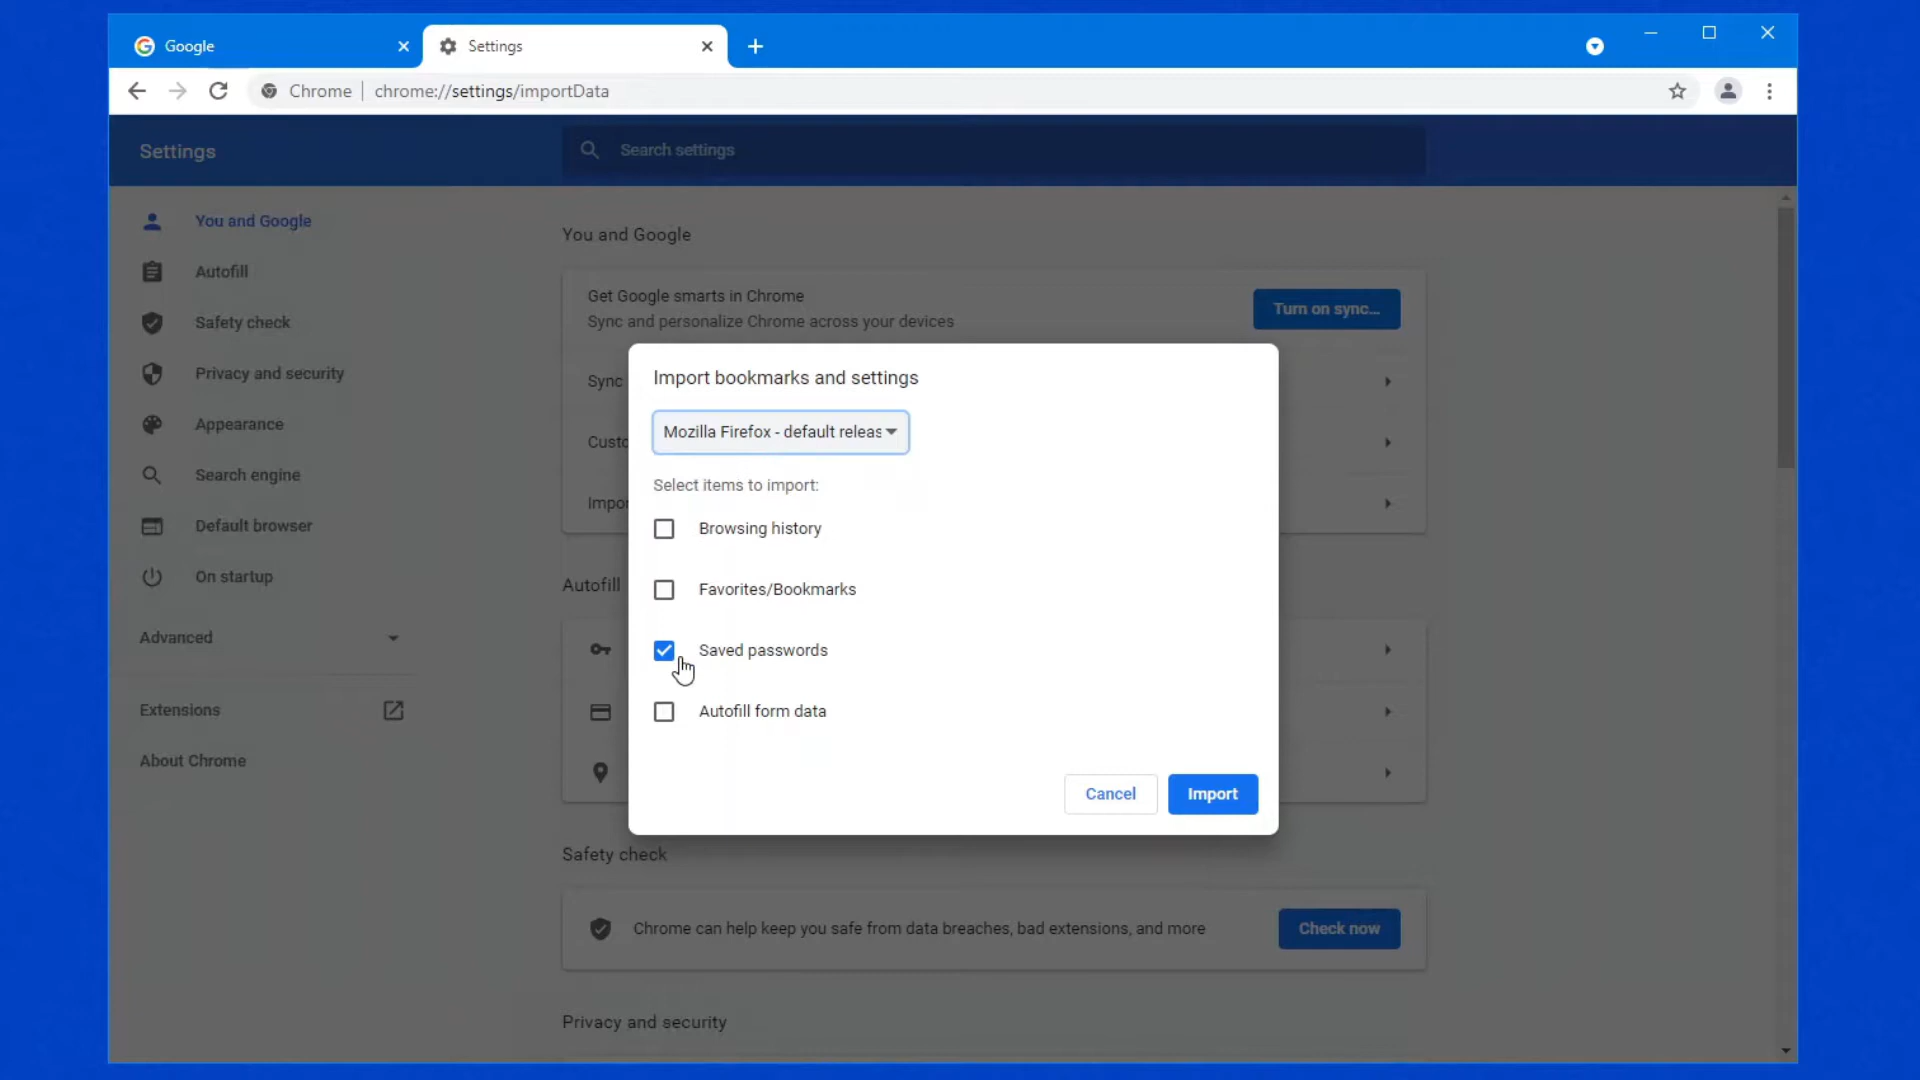 Google
Settings
Chrome
chrome://settings/importData
Settings
Search settings
You and Google
Autofill
Safety check
Privacy and security
Appearance
Search engine
Default browser
On startup
Advanced
Extensions
About Chrome
You and Google
Get Google smarts in Chrome
Sync and personalize Chrome across your devices
Turn on sync...
Sync
Custo
Impor
Autofill
Import bookmarks and settings
Mozilla Firefox - default releas
Select items to import:
Browsing history
Favorites/Bookmarks
Saved passwords
Autofill form data
Cancel
Import
Safety check
Chrome can help keep you safe from data breaches, bad extensions, and more
Check now
Privacy and security